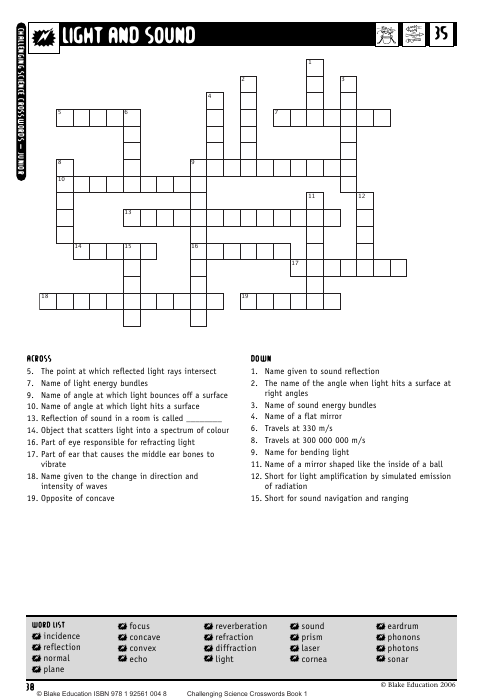 LIGHT AND SOUND
35
CHALLENGING SCIENCE CROSSWORDS – JUNIOR
1
2
3
4
5
6
7
8
9
10
11
12
13
14
15
16
17
18
19
ACROSS
5. The point at which reflected light rays intersect
7. Name of light energy bundles
9. Name of angle at which light bounces off a surface
10. Name of angle at which light hits a surface
13. Reflection of sound in a room is called ________
14. Object that scatters light into a spectrum of colour
16. Part of eye responsible for refracting light
17. Part of ear that causes the middle ear bones to
vibrate
18. Name given to the change in direction and
intensity of waves
19. Opposite of concave
DOWN
1. Name given to sound reflection
2. The name of the angle when light hits a surface at
right angles
3. Name of sound energy bundles
4. Name of a flat mirror
6. Travels at 330 m/s
8. Travels at 300 000 000 m/s
9. Name for bending light
11. Name of a mirror shaped like the inside of a ball
12. Short for light amplification by simulated emission
of radiation
15. Short for sound navigation and ranging
WORD LIST
incidence
reflection
normal
plane
focus
concave
convex
echo
reverberation
refraction
diffraction
light
sound
prism
laser
cornea
eardrum
phonons
photons
sonar
38
© Blake Education 2006
© Blake Education ISBN 978 1 92561 004 8 Challenging Science Crosswords Book 1